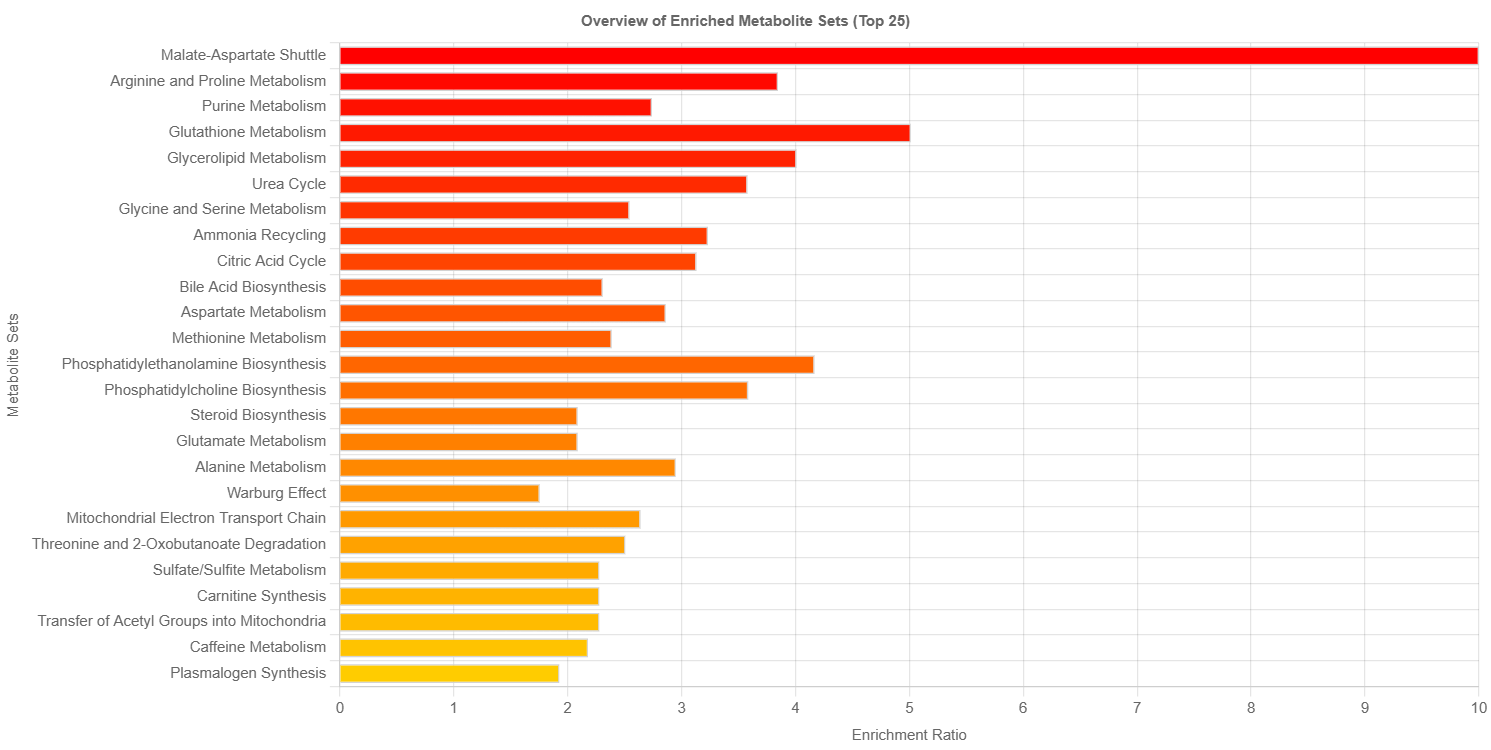 Overview of Enriched Metabolite Sets (Top 25)
Metabolite Sets
Malate-Aspartate Shuttle
Arginine and Proline Metabolism
Purine Metabolism
Glutathione Metabolism
Glycerolipid Metabolism
Urea Cycle
Glycine and Serine Metabolism
Ammonia Recycling
Citric Acid Cycle
Bile Acid Biosynthesis
Aspartate Metabolism
Methionine Metabolism
Phosphatidylethanolamine Biosynthesis
Phosphatidylcholine Biosynthesis
Steroid Biosynthesis
Glutamate Metabolism
Alanine Metabolism
Warburg Effect
Mitochondrial Electron Transport Chain
Threonine and 2-Oxobutanoate Degradation
Sulfate/Sulfite Metabolism
Carnitine Synthesis
Transfer of Acetyl Groups into Mitochondria
Caffeine Metabolism
Plasmalogen Synthesis
0 1 2 3 4 5 6 7 8 9 10
Enrichment Ratio